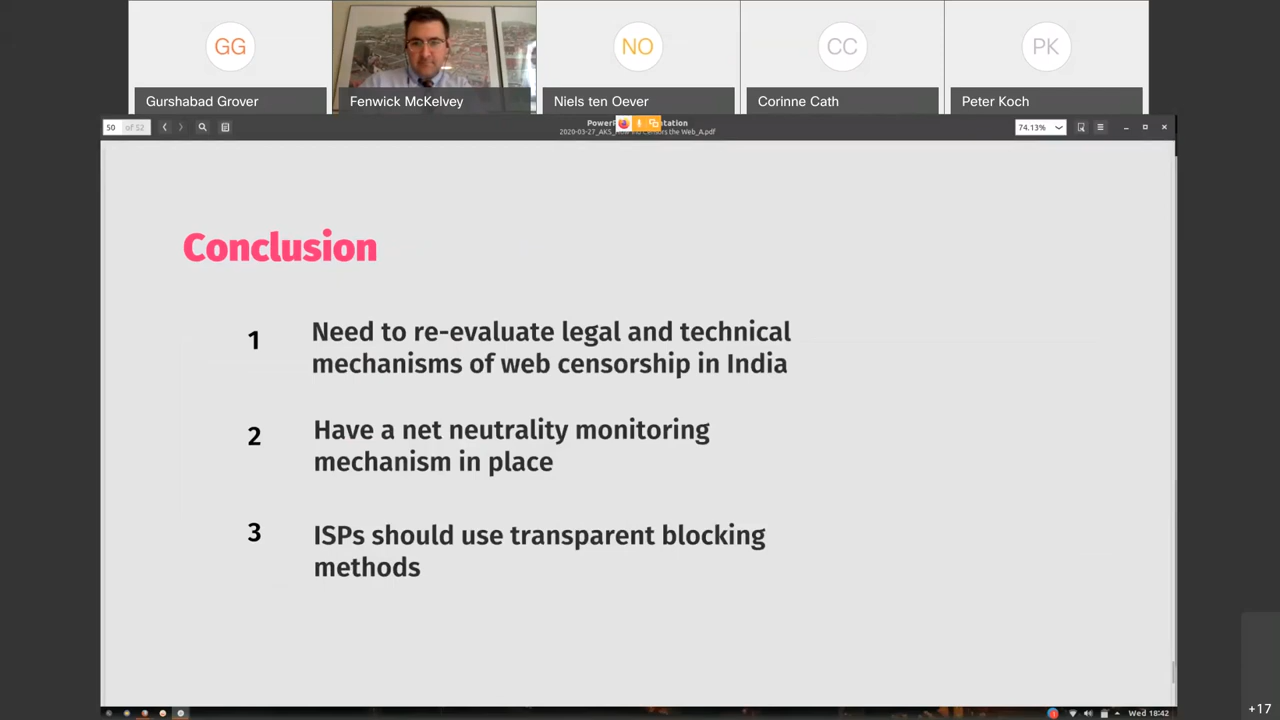 GG
NO
CC
PK
Gurshabad Grover
Fenwick McKelvey
Niels ten Oever
Corinne Cath
Peter Koch
50 of 52
74.13%
Conclusion
1
Need to re-evaluate legal and technical
mechanisms of web censorship in India
2
Have a net neutrality monitoring
mechanism in place
3
ISPs should use transparent blocking
methods
Wed 18:42
+17